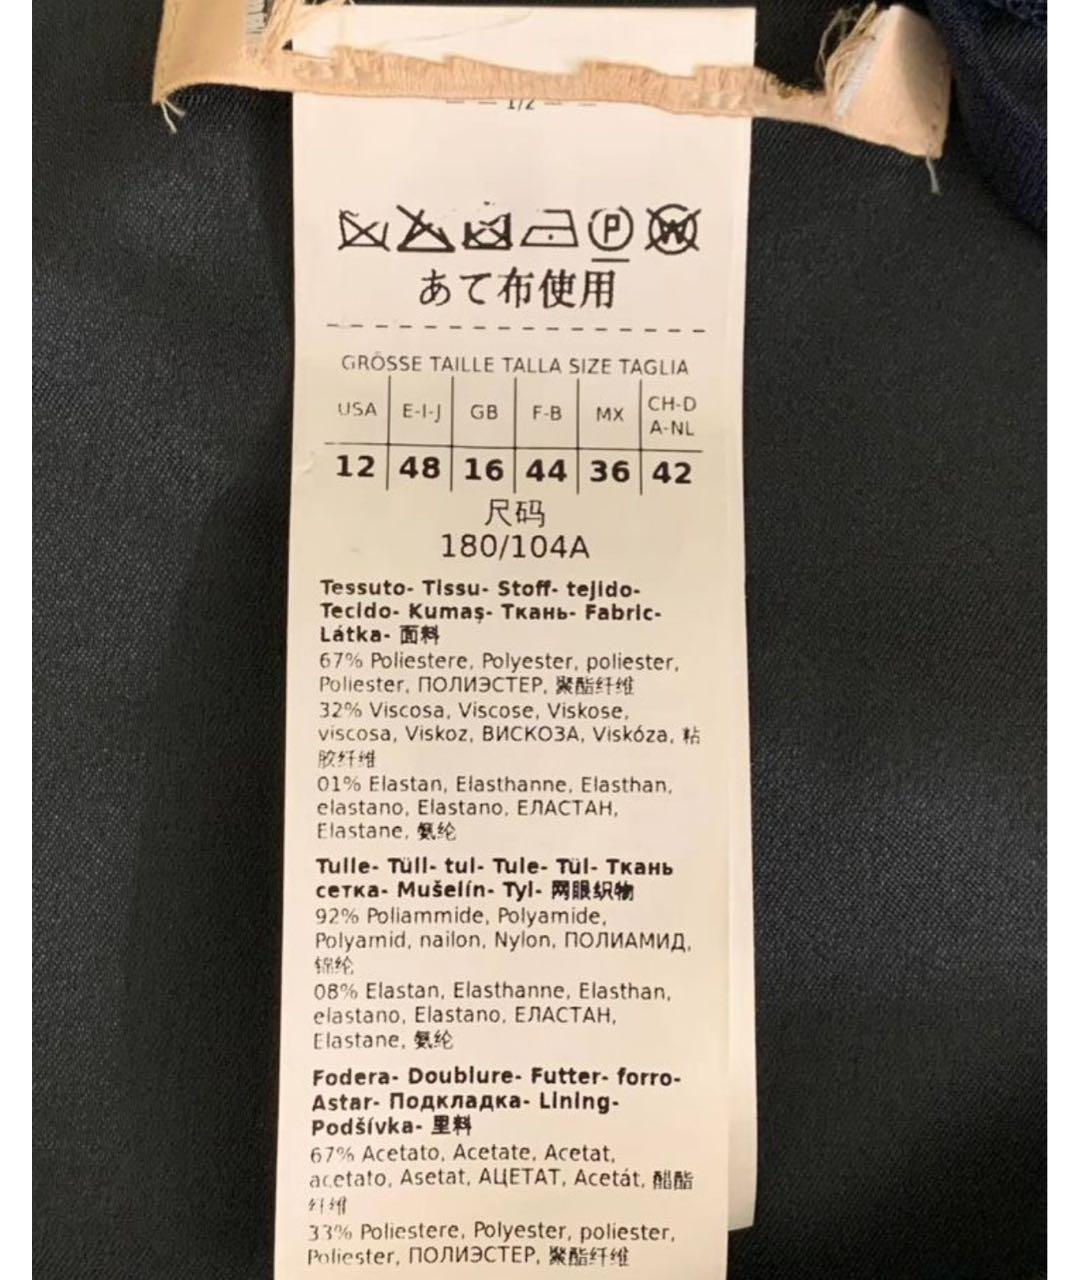 1/2
あて布使用
GRÖSSE TAILLE TALLA SIZE TAGLIA
USA E-I-J GB F-B MX CH-D A-NL
12 48 16 44 36 42
尺码
180/104A
Tessuto- Tissu- Stoff- tejido-
Tecido- Kumaş- Ткань- Fabric-
Látka- 面料
67% Poliestere, Polyester, poliester,
Poliester, ПОЛИЭСТЕР, 聚酯纤维
32% Viscosa, Viscose, Viskose,
viscosa, Viskoz, ВИСКОЗА, Viskóza, 粘
胶纤维
01% Elastan, Elasthanne, Elasthan,
elastano, Elastano, ЕЛАСТАН,
Elastane, 氨纶
Tulle- Tüll- tul- Tule- Tül- Ткань
сетка- Mušelín- Tyl- 网眼织物
92% Poliammide, Polyamide,
Polyamid, nailon, Nylon, ПОЛИАМИД,
锦纶
08% Elastan, Elasthanne, Elasthan,
elastano, Elastano, ЕЛАСТАН,
Elastane, 氨纶
Fodera- Doublure- Futter- forro-
Astar- Подкладка- Lining-
Podšívka- 里料
67% Acetato, Acetate, Acetat,
acetato, Asetat, АЦЕТАТ, Acetát, 醋酯
纤维
33% Poliestere, Polyester, poliester,
Poliester, ПОЛИЭСТЕР, 聚酯纤维